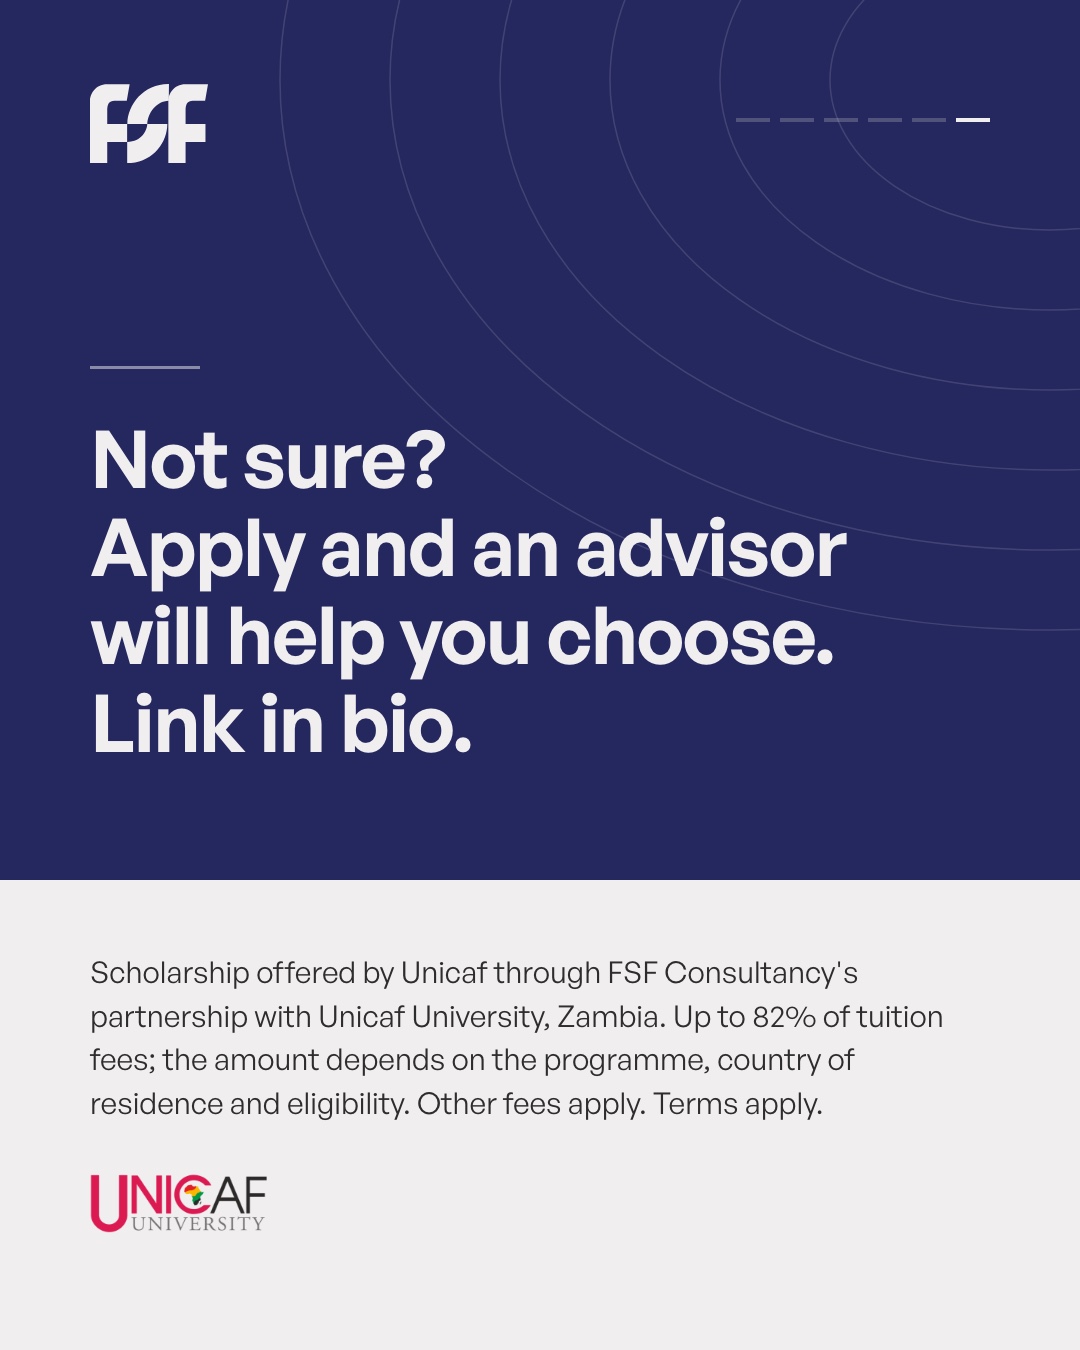 FSF
Not sure?
Apply and an advisor
will help you choose.
Link in bio.
Scholarship offered by Unicaf through FSF Consultancy's
partnership with Unicaf University, Zambia. Up to 82% of tuition
fees; the amount depends on the programme, country of
residence and eligibility. Other fees apply. Terms apply.
UNICAF
UNIVERSITY